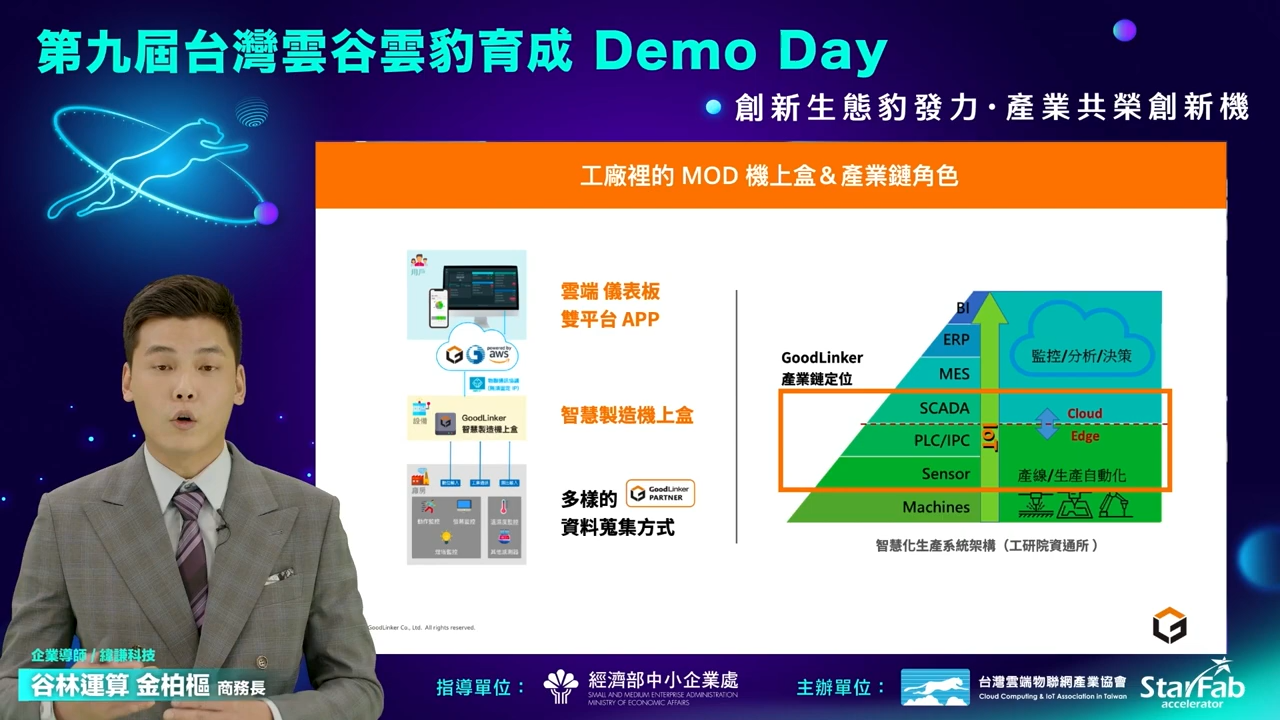 第九屆台灣雲谷雲豹育成 Demo Day
創新生態豹發力·產業共榮創新機
工廠裡的 MOD 機上盒&產業鏈角色
用戶
powered by
aws
設備
GoodLinker
智慧製造機上盒
廠房
溫濕度監控
其他感測器
雲端 儀表板
雙平台 APP
智慧製造機上盒
多樣的
GoodLinker
PARTNER
資料蒐集方式
GoodLinker
產業鏈定位
BI
ERP
MES
SCADA
PLC/IPC
Sensor
Machines
IoT
監控/分析/決策
Cloud
Edge
產線/生產自動化
智慧化生產系統架構（工研院資通所）
GoodLinker Co., Ltd. All rights reserved.
企業導師 / 緯謙科技
谷林運算 金柏樞 商務長
指導單位：
經濟部中小企業處
SMALL AND MEDIUM ENTERPRISE ADMINISTRATION
MINISTRY OF ECONOMIC AFFAIRS
主辦單位：
台灣雲端物聯網產業協會
Cloud Computing & IoT Association in Taiwan
StarFab
accelerator